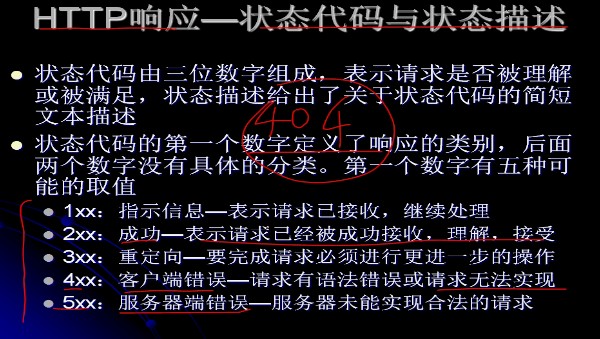 HTTP响应—状态代码与状态描述
状态代码由三位数字组成，表示请求是否被理解
或被满足，状态描述给出了关于状态代码的简短
文本描述
404
状态代码的第一个数字定义了响应的类别，后面
两个数字没有具体的分类。第一个数字有五种可
能的取值
1xx：指示信息—表示请求已接收，继续处理
2xx：成功—表示请求已经被成功接收，理解，接受
3xx：重定向—要完成请求必须进行更进一步的操作
4xx：客户端错误—请求有语法错误或请求无法实现
5xx：服务器端错误—服务器未能实现合法的请求